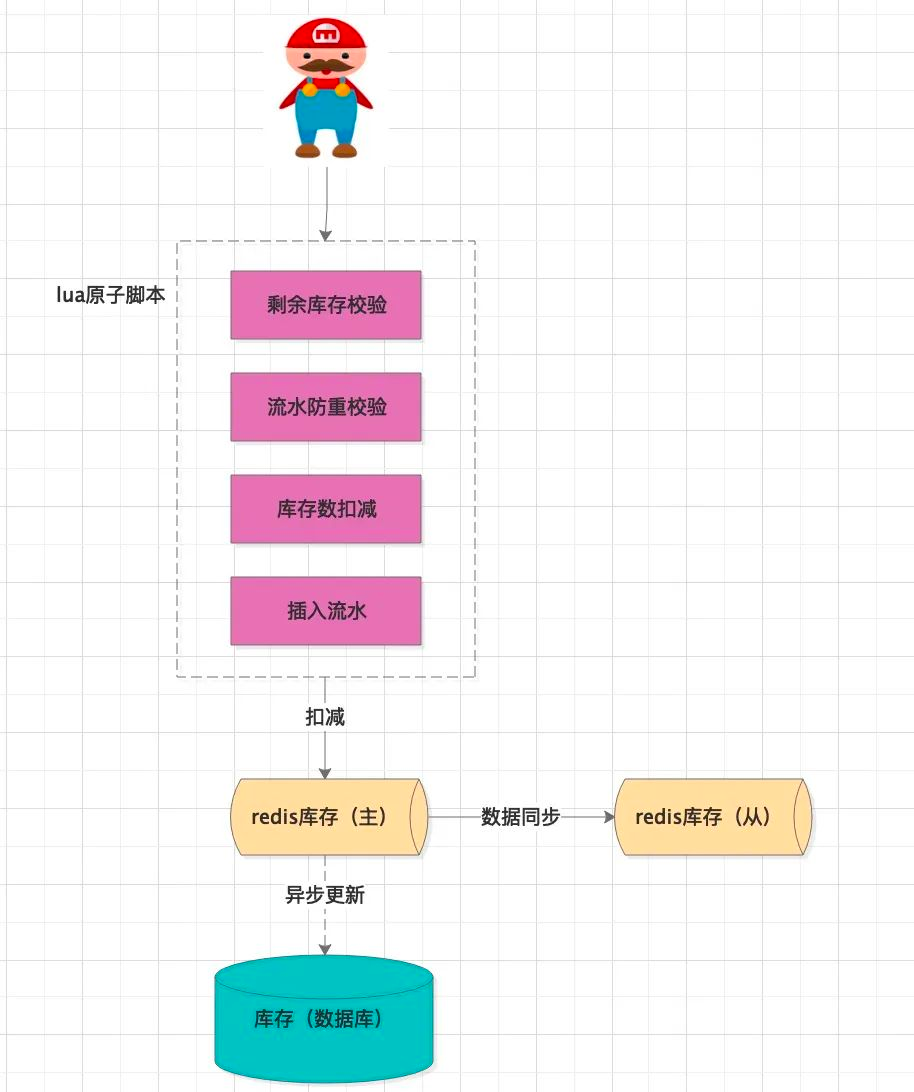 m
lua原子脚本
剩余库存校验
流水防重校验
库存数扣减
插入流水
扣减
redis库存（主）
数据同步
redis库存（从）
异步更新
库存（数据库）